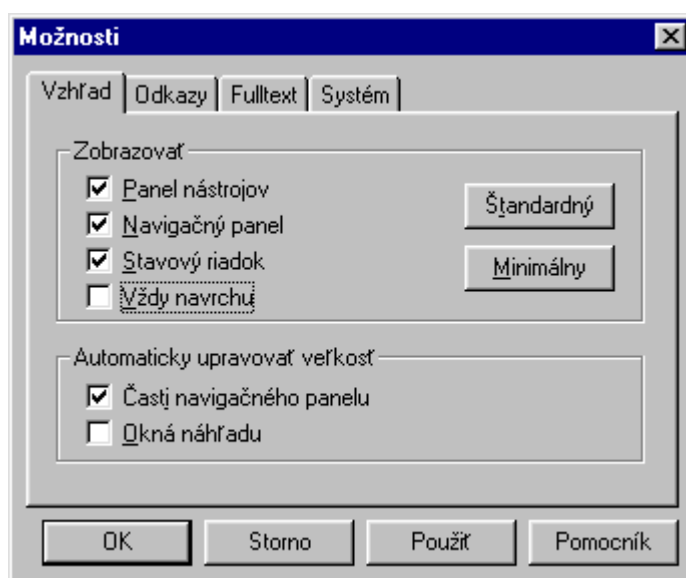 Možnosti
Vzhľad Odkazy Fulltext Systém
Zobrazovať
Panel nástrojov
Štandardný
Navigačný panel
Stavový riadok
Minimálny
Vždy navrchu
Automaticky upravovať veľkosť
Časti navigačného panelu
Okná náhľadu
OK Storno Použiť Pomocník